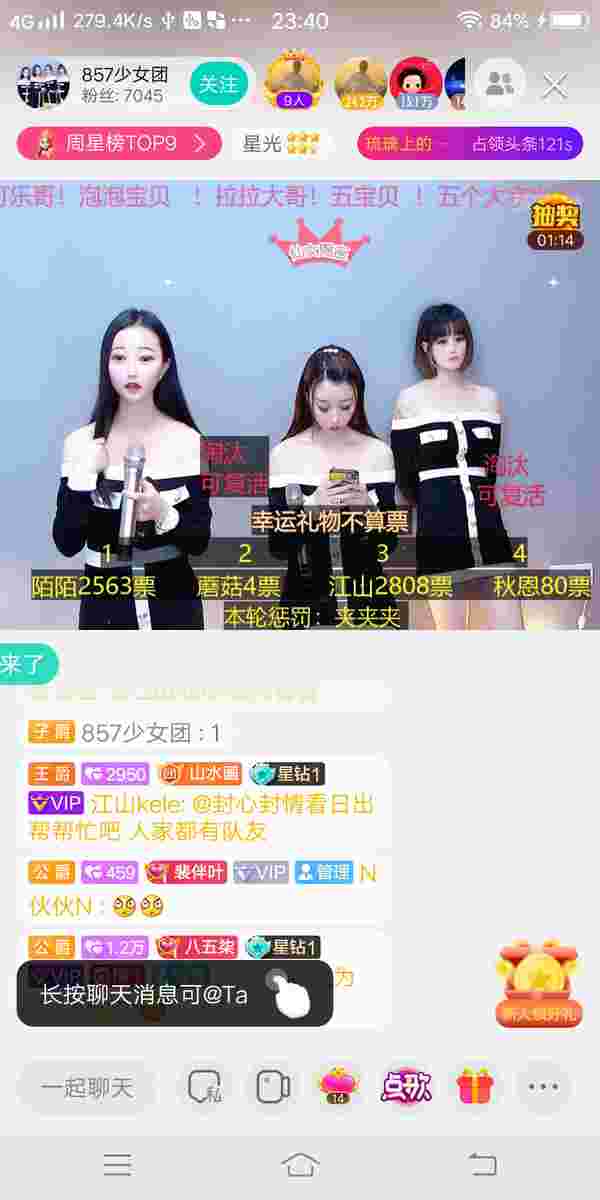 4G 279.4K/s 23:40 84%
857少女团
粉丝: 7045
关注
9人
周星榜TOP9
星光
琉璃上的… 占领头条121s
泡泡宝贝 ！拉拉大哥！五宝贝 ！五个大
抽奖
01:14
淘汰
可复活
淘汰
可复活
幸运礼物不算票
1 2 3 4
陌陌2563票 蘑菇4票 江山2808票 秋恩80票
本轮惩罚：夹夹夹
来了
子爵 857少女团 : 1
王爵 2950 山水画 星钻1
VIP 江山kele: @封心封情看日出
帮帮忙吧 人家都有队友
公爵 459 裴伴叶 VIP 管理 N
伙伙N :
公爵 1.2万 八五柒 星钻1
为
长按聊天消息可@Ta
新人领好礼
一起聊天
私
14
点歌